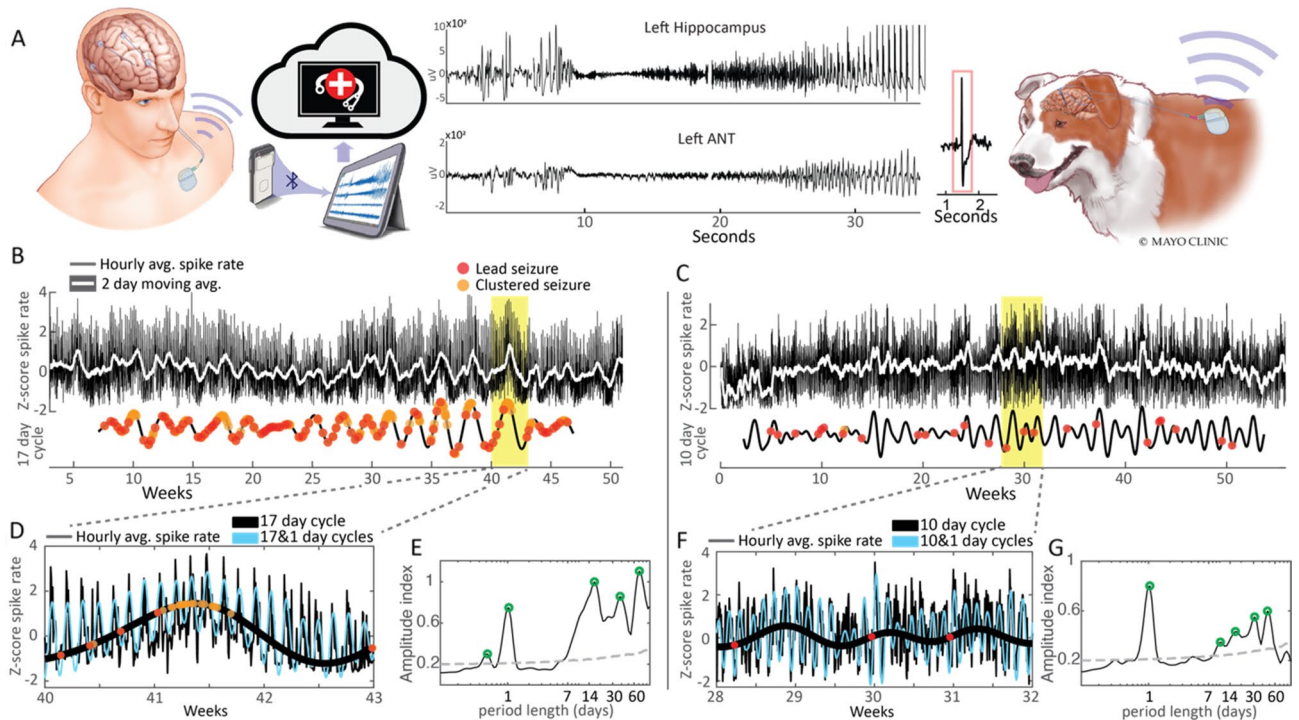 A
x10²
Left Hippocampus
10
5
uV
0
-5
x10²
Left ANT
2
uV
0
-2
10
20
30
Seconds
1
2
Seconds
© MAYO CLINIC
B
Hourly avg. spike rate
2 day moving avg.
Lead seizure
Clustered seizure
Z-score spike rate
4
2
0
-2
17 day cycle
5
10
15
20
25
30
35
40
45
50
Weeks
C
Z-score spike rate
2
0
-2
10 day cycle
0
10
20
30
40
50
Weeks
D
17 day cycle
Hourly avg. spike rate
17&1 day cycles
Z-score spike rate
4
2
0
-2
40
41
42
43
Weeks
E
Amplitude index
1
0.6
0.2
1
7
14
30
60
period length (days)
F
10 day cycle
Hourly avg. spike rate
10&1 day cycles
Z-score spike rate
4
2
0
-2
28
29
30
31
32
Weeks
G
Amplitude index
1
0.6
0.2
1
7
14
30
60
period length (days)